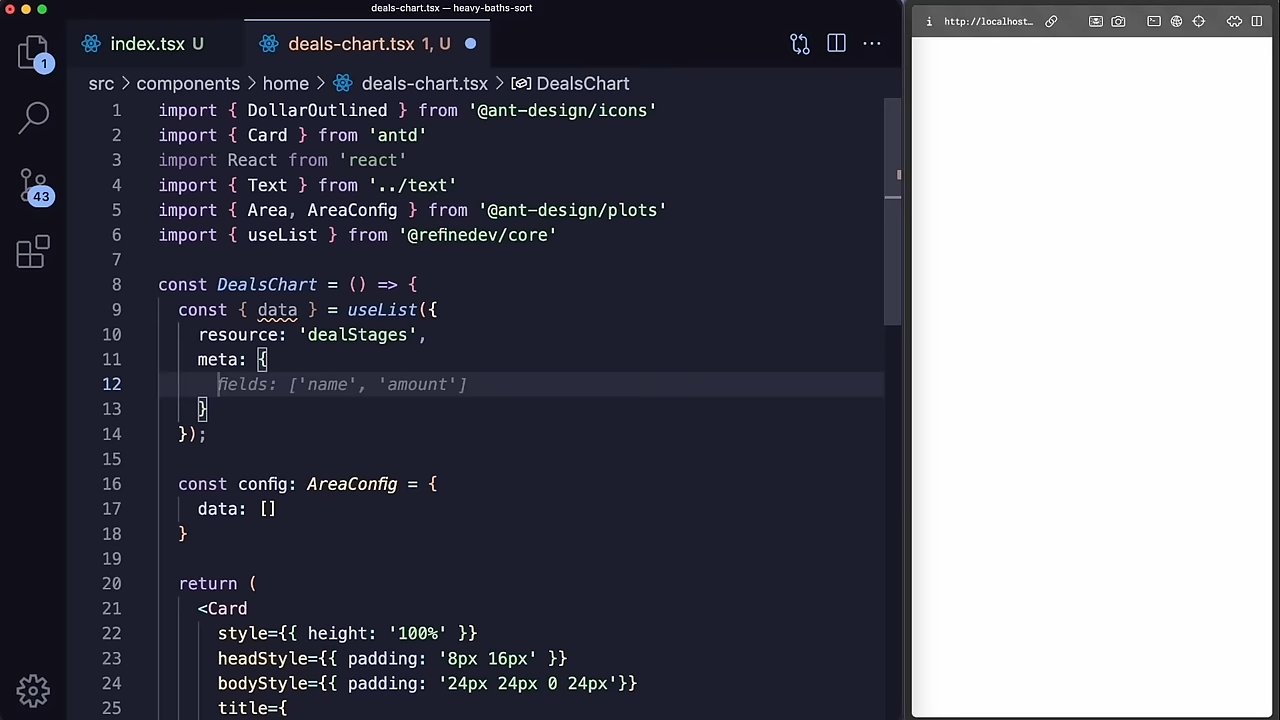 deals-chart.tsx — heavy-baths-sort
http://localhost...
index.tsx U
deals-chart.tsx 1, U
1
43
src > components > home > deals-chart.tsx > DealsChart
1 import { DollarOutlined } from '@ant-design/icons'
2 import { Card } from 'antd'
3 import React from 'react'
4 import { Text } from '../text'
5 import { Area, AreaConfig } from '@ant-design/plots'
6 import { useList } from '@refinedev/core'
7
8 const DealsChart = () => {
9 const { data } = useList({
10 resource: 'dealStages',
11 meta: {
12 fields: ['name', 'amount']
13 }
14 });
15
16 const config: AreaConfig = {
17 data: []
18 }
19
20 return (
21 <Card
22 style={{ height: '100%' }}
23 headStyle={{ padding: '8px 16px' }}
24 bodyStyle={{ padding: '24px 24px 0 24px'}}
25 title={